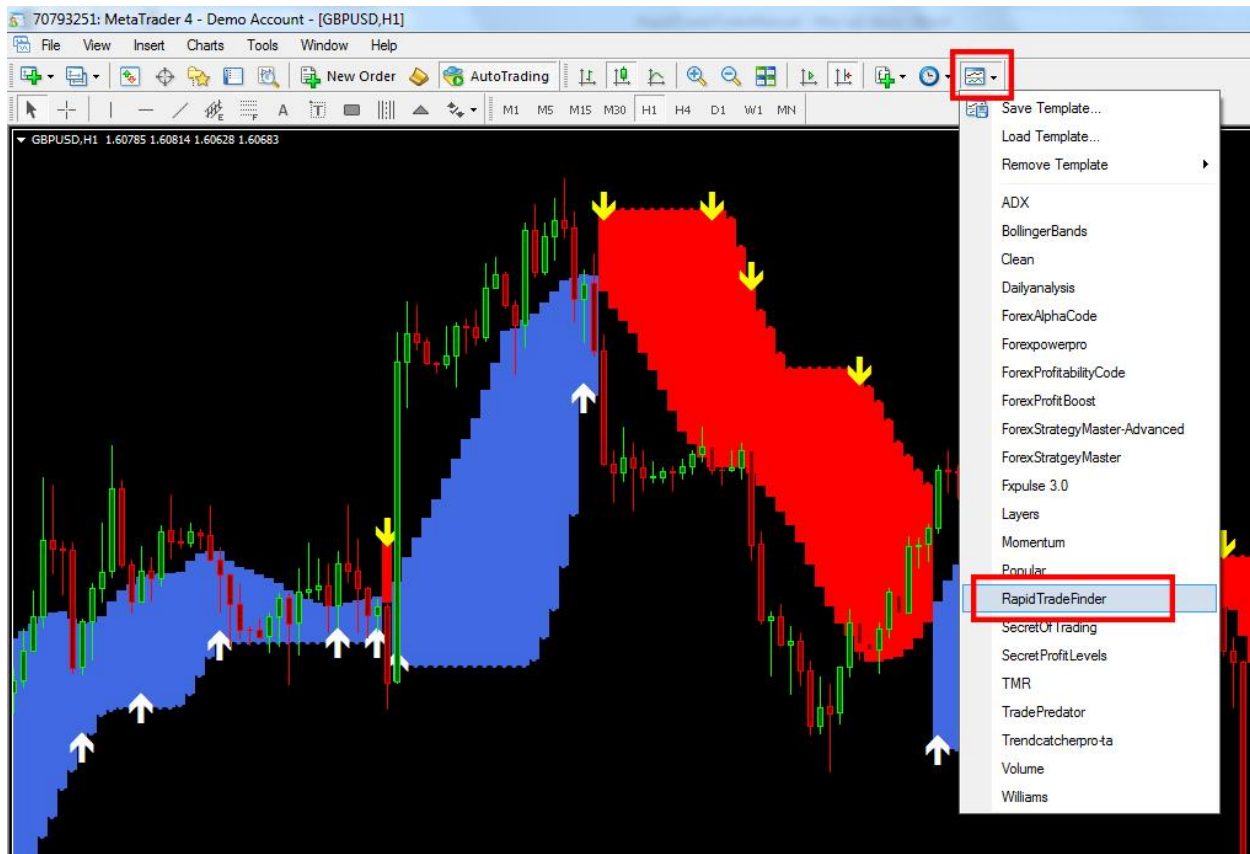 70793251: MetaTrader 4 - Demo Account - [GBPUSD,H1]
File View Insert Charts Tools Window Help
New Order AutoTrading
A T M1 M5 M15 M30 H1 H4 D1 W1 MN
GBPUSD,H1 1.60785 1.60814 1.60628 1.60683
Save Template...
Load Template...
Remove Template
ADX
BollingerBands
Clean
Dailyanalysis
ForexAlphaCode
Forexpowerpro
ForexProfitabilityCode
ForexProfitBoost
ForexStrategyMaster-Advanced
ForexStratgeyMaster
Fxpulse 3.0
Layers
Momentum
Popular
RapidTradeFinder
SecretOfTrading
SecretProfitLevels
TMR
TradePredator
Trendcatcherpro-ta
Volume
Williams